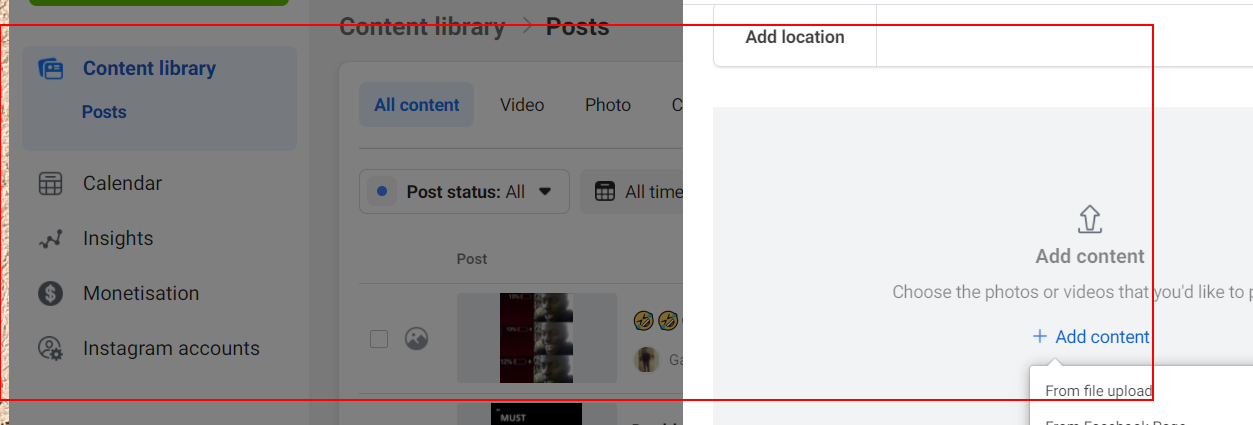 Content library > Posts
Add location
Content library
Posts
All content Video Photo C
Calendar
Post status: All
All time
Insights
Post
Monetisation
Instagram accounts
🤣🤣
Ga
MUST
Add content
Choose the photos or videos that you'd like to p
+ Add content
From file upload
From Facebook Page